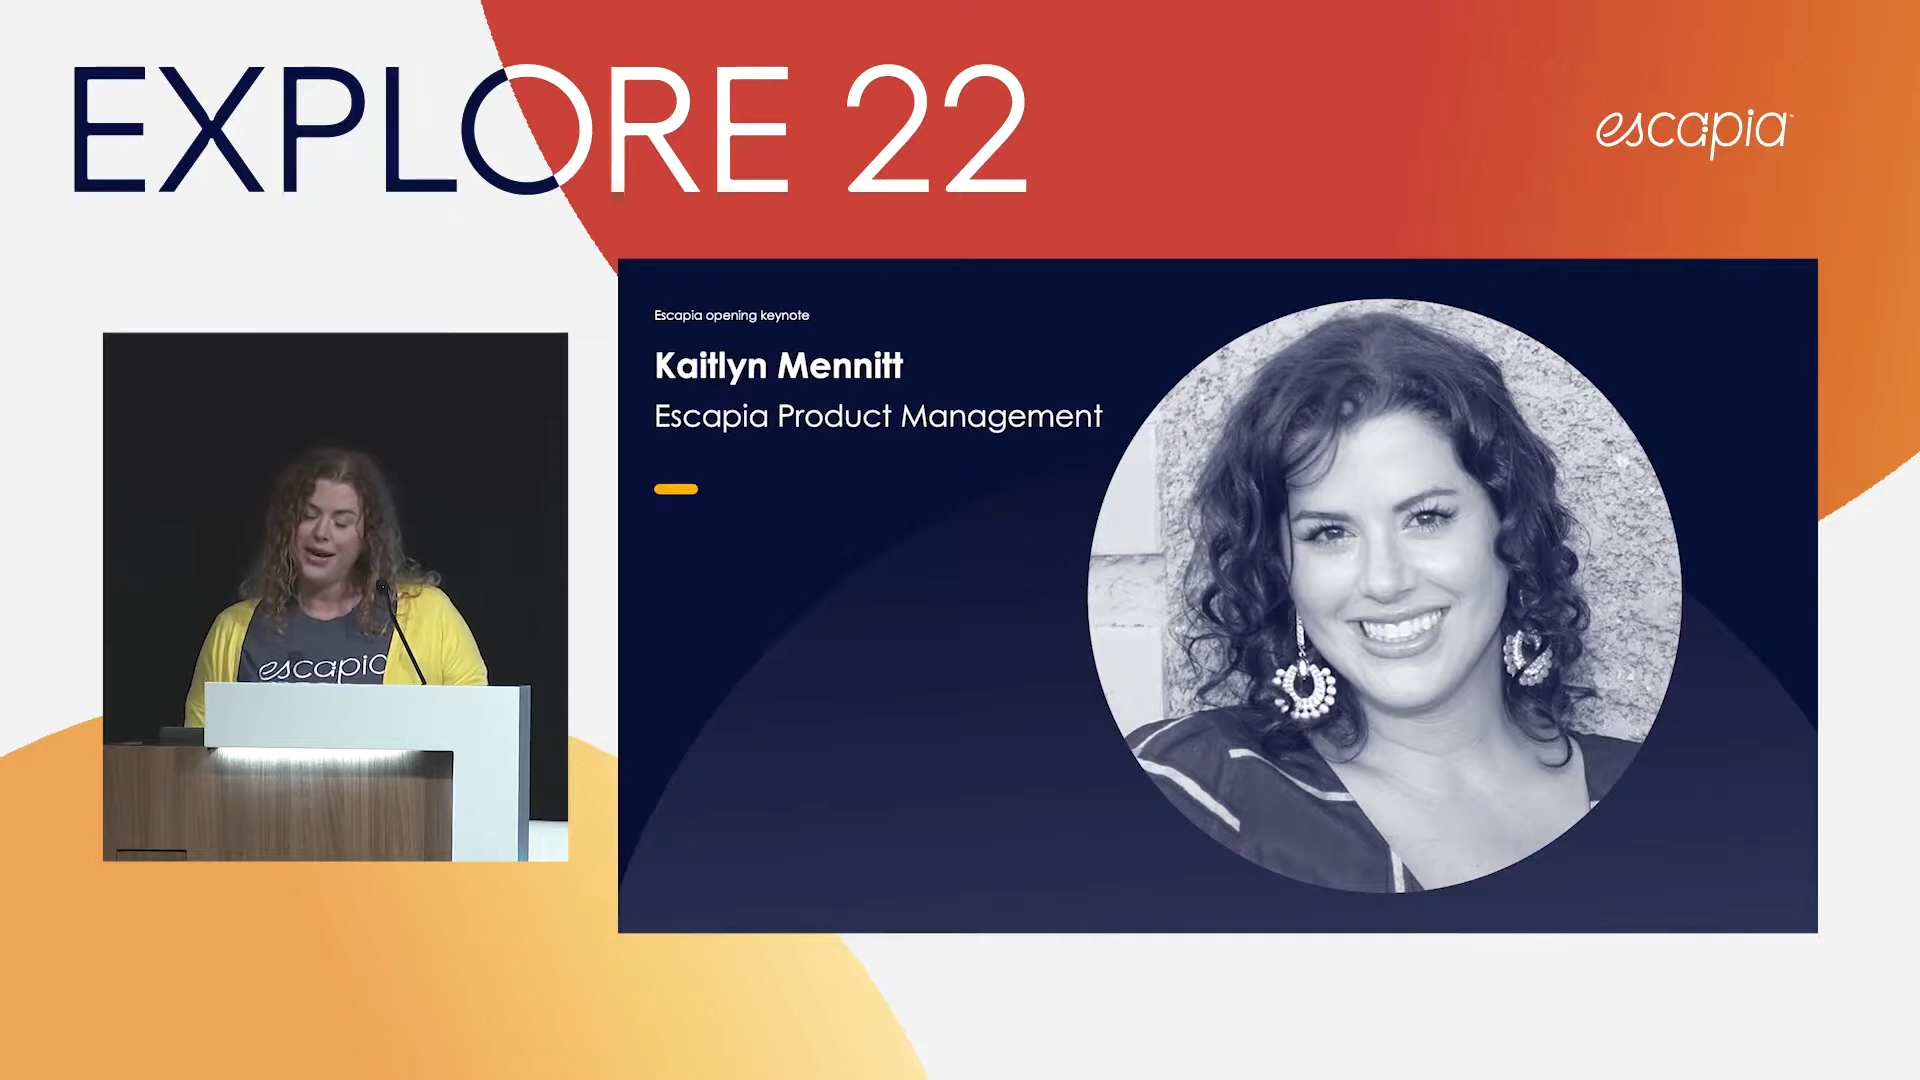 EXPLORE 22
escapia
Escapia opening keynote
Kaitlyn Mennitt
Escapia Product Management
escapia